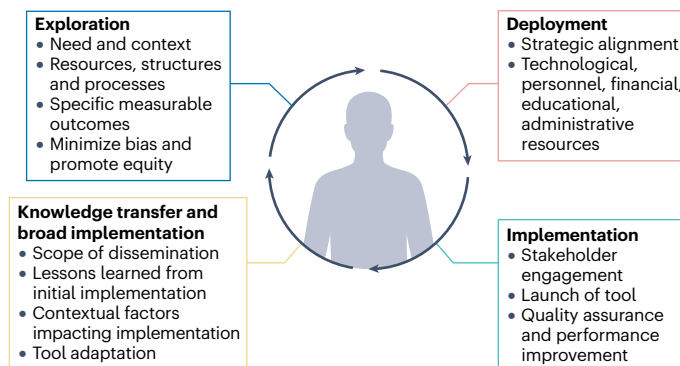 Exploration
• Need and context
• Resources, structures
and processes
• Specific measurable
outcomes
• Minimize bias and
promote equity
Deployment
• Strategic alignment
• Technological,
personnel, financial,
educational,
administrative
resources
Knowledge transfer and
broad implementation
• Scope of dissemination
• Lessons learned from
initial implementation
• Contextual factors
impacting implementation
• Tool adaptation
Implementation
• Stakeholder
engagement
• Launch of tool
• Quality assurance
and performance
improvement